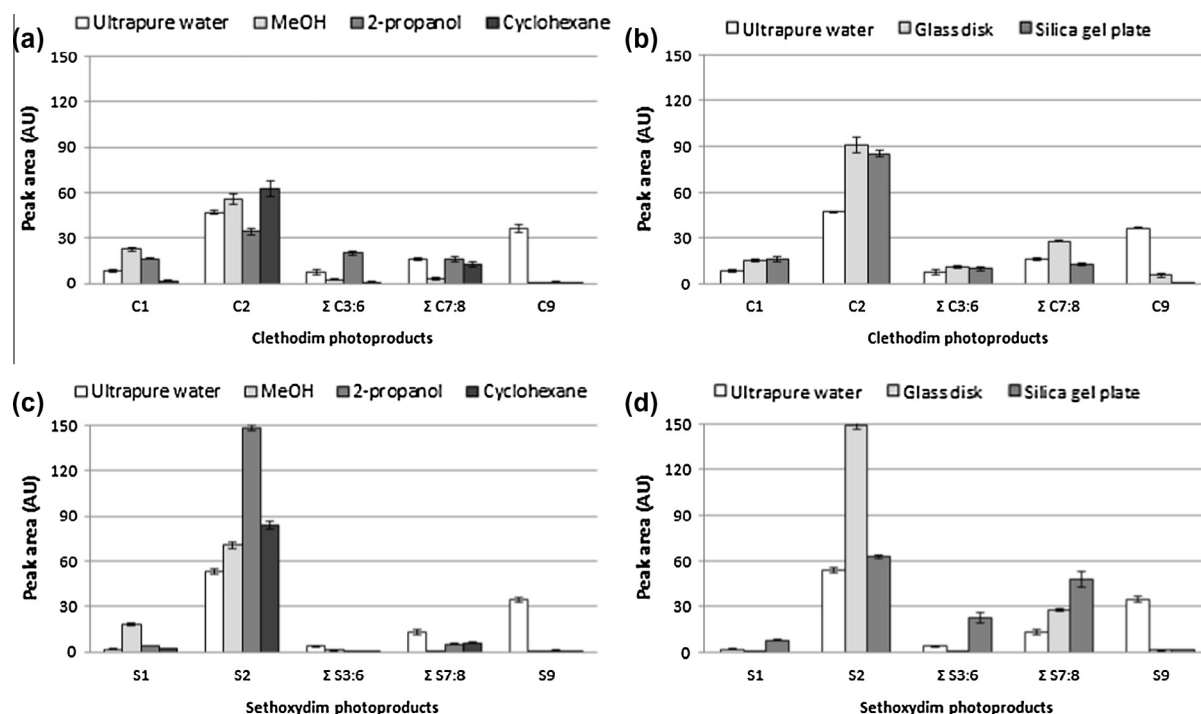 (a)
Ultrapure water MeOH 2-propanol Cyclohexane
Peak area (AU)
150
120
90
60
30
0
C1 C2 Σ C3:6 Σ C7:8 C9
Clethodim photoproducts
(b)
Ultrapure water Glass disk Silica gel plate
Peak area (AU)
150
120
90
60
30
0
C1 C2 Σ C3:6 Σ C7:8 C9
Clethodim photoproducts
(c)
Ultrapure water MeOH 2-propanol Cyclohexane
Peak area (AU)
150
120
90
60
30
0
S1 S2 Σ S3:6 Σ S7:8 S9
Sethoxydim photoproducts
(d)
Ultrapure water Glass disk Silica gel plate
Peak area (AU)
150
120
90
60
30
0
S1 S2 Σ S3:6 Σ S7:8 S9
Sethoxydim photoproducts